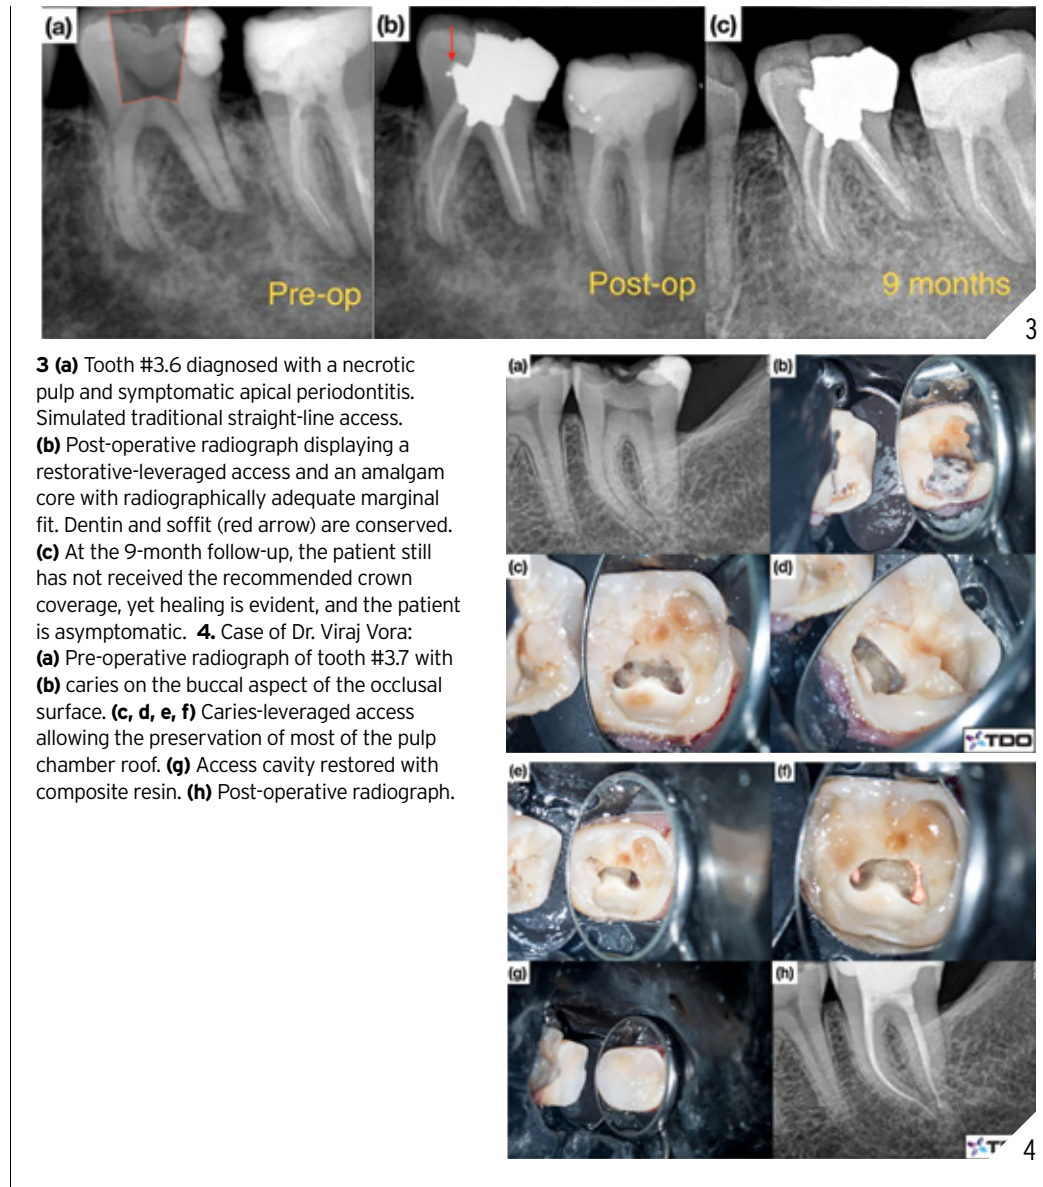 (a)
(b)
(c)
Pre-op
Post-op
9 months
3
3 (a) Tooth #3.6 diagnosed with a necrotic
pulp and symptomatic apical periodontitis.
Simulated traditional straight-line access.
(b) Post-operative radiograph displaying a
restorative-leveraged access and an amalgam
core with radiographically adequate marginal
fit. Dentin and soffit (red arrow) are conserved.
(c) At the 9-month follow-up, the patient still
has not received the recommended crown
coverage, yet healing is evident, and the patient
is asymptomatic. 4. Case of Dr. Viraj Vora:
(a) Pre-operative radiograph of tooth #3.7 with
(b) caries on the buccal aspect of the occlusal
surface. (c, d, e, f) Caries-leveraged access
allowing the preservation of most of the pulp
chamber roof. (g) Access cavity restored with
composite resin. (h) Post-operative radiograph.
(a)
(b)
(c)
(d)
TDO
(e)
(f)
(g)
(h)
4